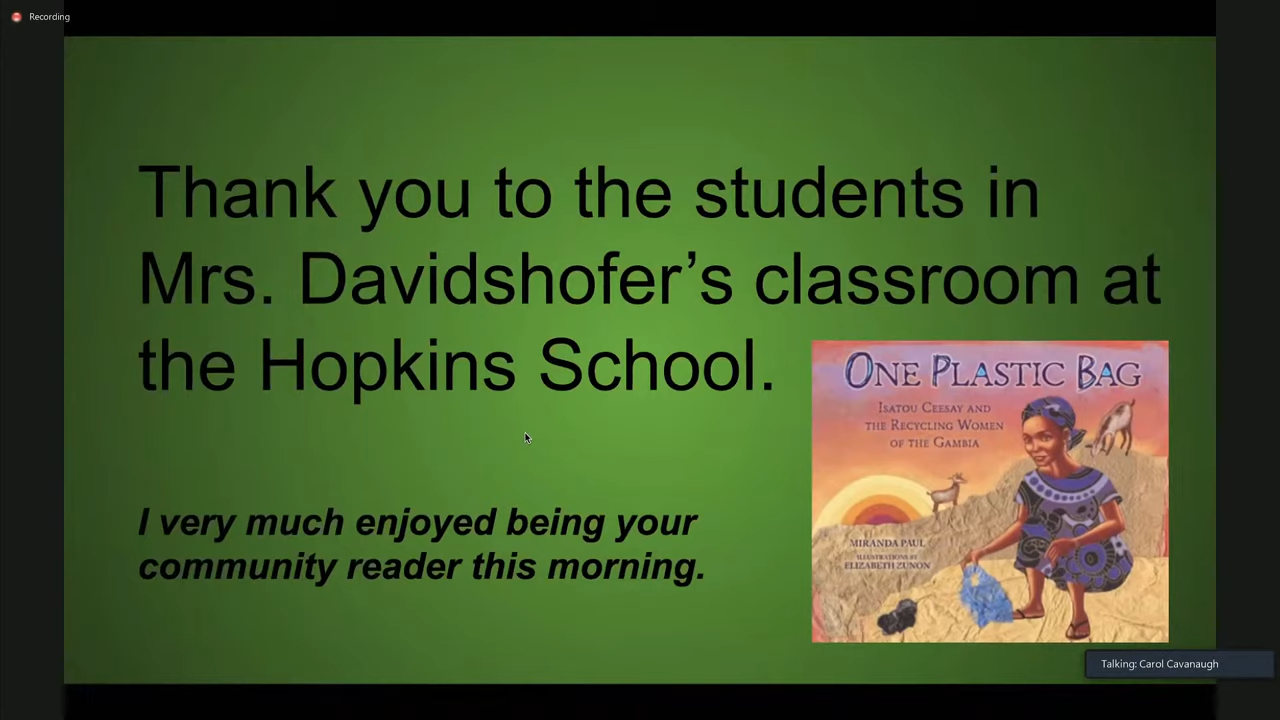 Recording
Thank you to the students in
Mrs. Davidshofer’s classroom at
the Hopkins School.
ONE PLASTIC BAG
ISATOU CEESAY AND
THE RECYCLING WOMEN
OF THE GAMBIA
I very much enjoyed being your
community reader this morning.
MIRANDA PAUL
ILLUSTRATIONS BY
ELIZABETH ZUNON
Talking: Carol Cavanaugh